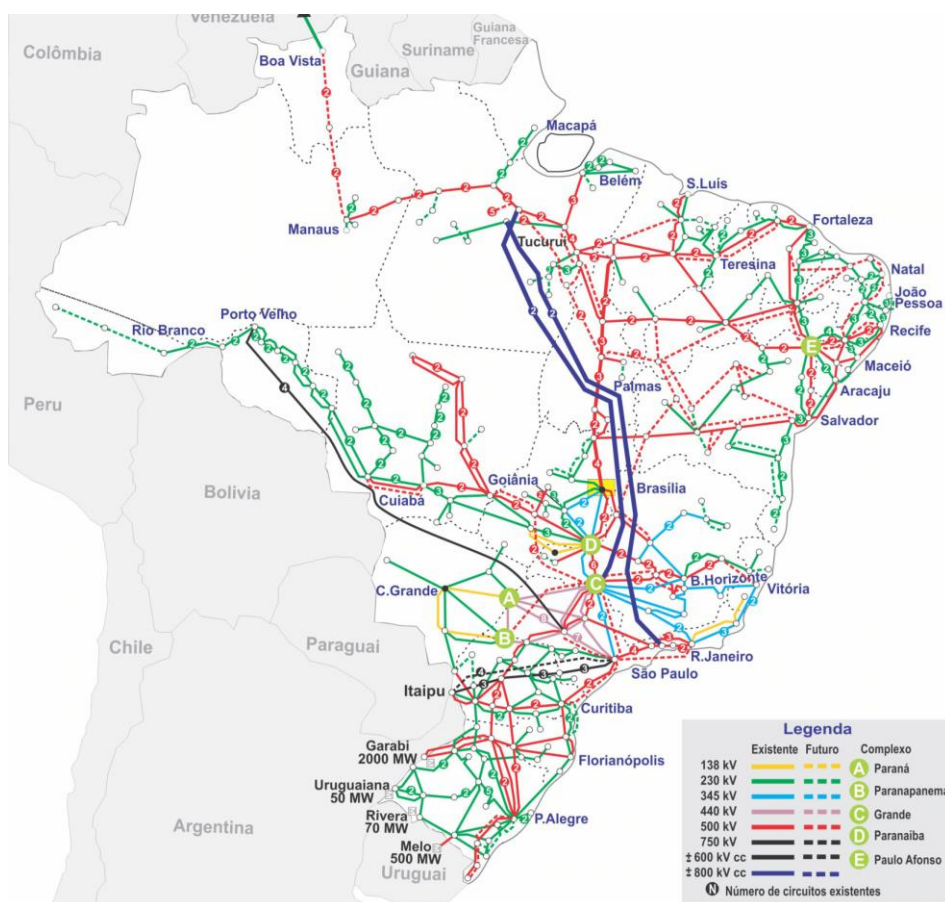 Venezuela
Guiana
Francesa
Suriname
Guiana
Colômbia
Boa Vista
Macapá
Belém
S.Luis
Manaus
Fortaleza
Tucuruí
Teresina
Natal
João
Pessoa
Recife
Porto Velho
Rio Branco
E
Maceió
Aracaju
Palmas
Salvador
Peru
Goiânia
Brasília
Cuiabá
Bolivia
D
C
B.Horizonte
Vitória
C.Grande
A
B
Chile
Paraguai
R.Janeiro
São Paulo
Itaipu
Curitiba
Garabi
2000 MW
Florianópolis
Uruguaiana
50 MW
Rivera
70 MW
P.Alegre
Melo
500 MW
Argentina
Uruguai
Legenda
Existente Futuro Complexo
138 kV A Paraná
230 kV B Paranapanema
345 kV C Grande
440 kV D Paranaiba
500 kV E Paulo Afonso
750 kV
±600 kV cc
±800 kV cc
N Número de circuitos existentes